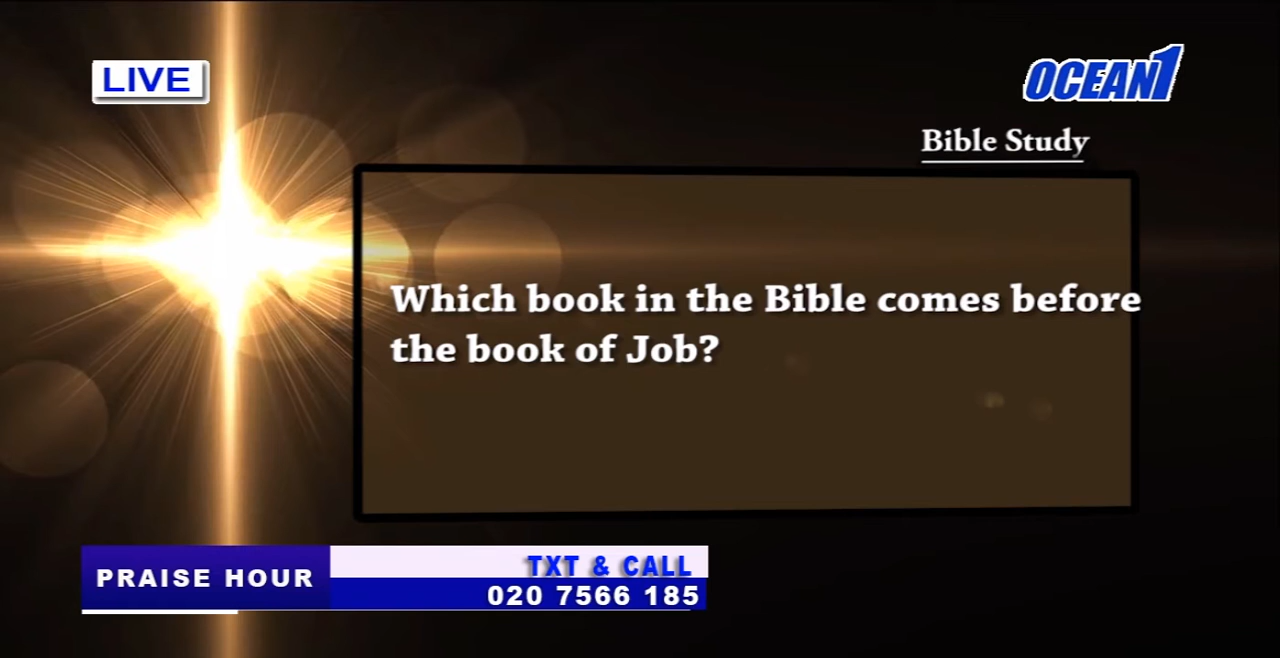 LIVE
OCEAN1
Bible Study
Which book in the Bible comes before
the book of Job?
PRAISE HOUR
TXT & CALL
020 7566 185